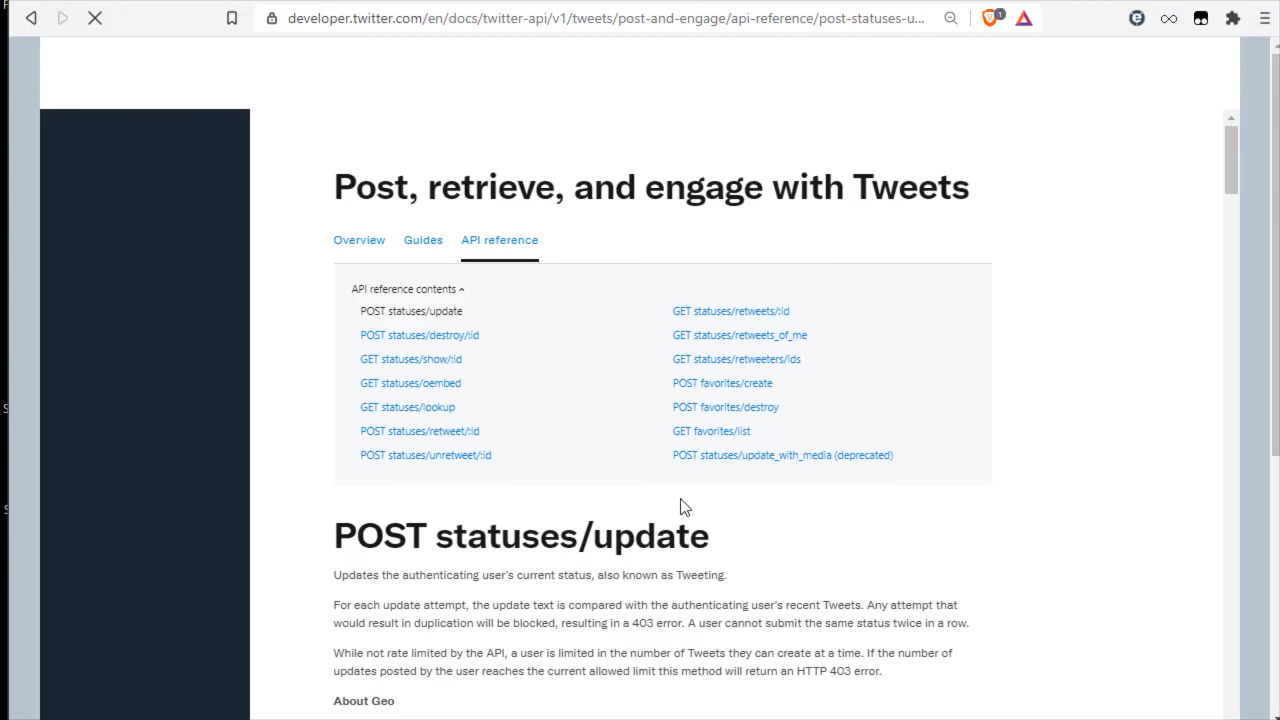 developer.twitter.com/en/docs/twitter-api/v1/tweets/post-and-engage/api-reference/post-statuses-u...
1
Post, retrieve, and engage with Tweets
Overview Guides API reference
API reference contents
POST statuses/update
POST statuses/destroy/:id
GET statuses/show/:id
GET statuses/oembed
GET statuses/lookup
POST statuses/retweet/:id
POST statuses/unretweet/:id
GET statuses/retweets/:id
GET statuses/retweets_of_me
GET statuses/retweeters/ids
POST favorites/create
POST favorites/destroy
GET favorites/list
POST statuses/update_with_media (deprecated)
POST statuses/update
Updates the authenticating user's current status, also known as Tweeting.
For each update attempt, the update text is compared with the authenticating user's recent Tweets. Any attempt that
would result in duplication will be blocked, resulting in a 403 error. A user cannot submit the same status twice in a row.
While not rate limited by the API, a user is limited in the number of Tweets they can create at a time. If the number of
updates posted by the user reaches the current allowed limit this method will return an HTTP 403 error.
About Geo